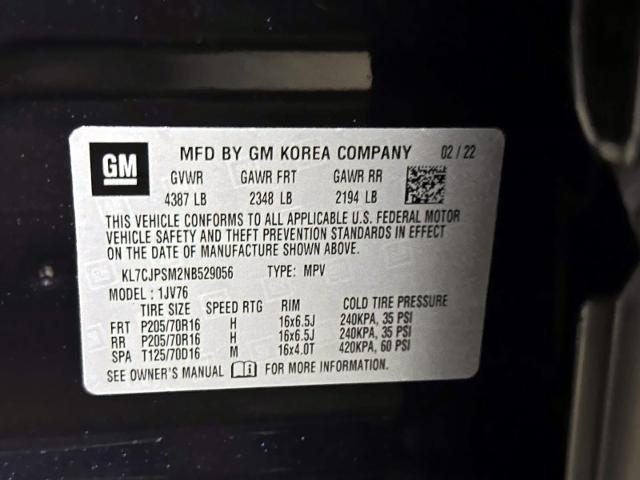 GM MFD BY GM KOREA COMPANY 02 / 22
GVWR GAWR FRT GAWR RR
4387 LB 2348 LB 2194 LB
THIS VEHICLE CONFORMS TO ALL APPLICABLE U.S. FEDERAL MOTOR
VEHICLE SAFETY AND THEFT PREVENTION STANDARDS IN EFFECT
ON THE DATE OF MANUFACTURE SHOWN ABOVE.
KL7CJPSM2NB529056 TYPE: MPV
MODEL : 1JV76
TIRE SIZE SPEED RTG RIM COLD TIRE PRESSURE
FRT P205/70R16 H 16x6.5J 240KPA, 35 PSI
RR P205/70R16 H 16x6.5J 240KPA, 35 PSI
SPA T125/70D16 M 16x4.0T 420KPA, 60 PSI
SEE OWNER'S MANUAL FOR MORE INFORMATION.